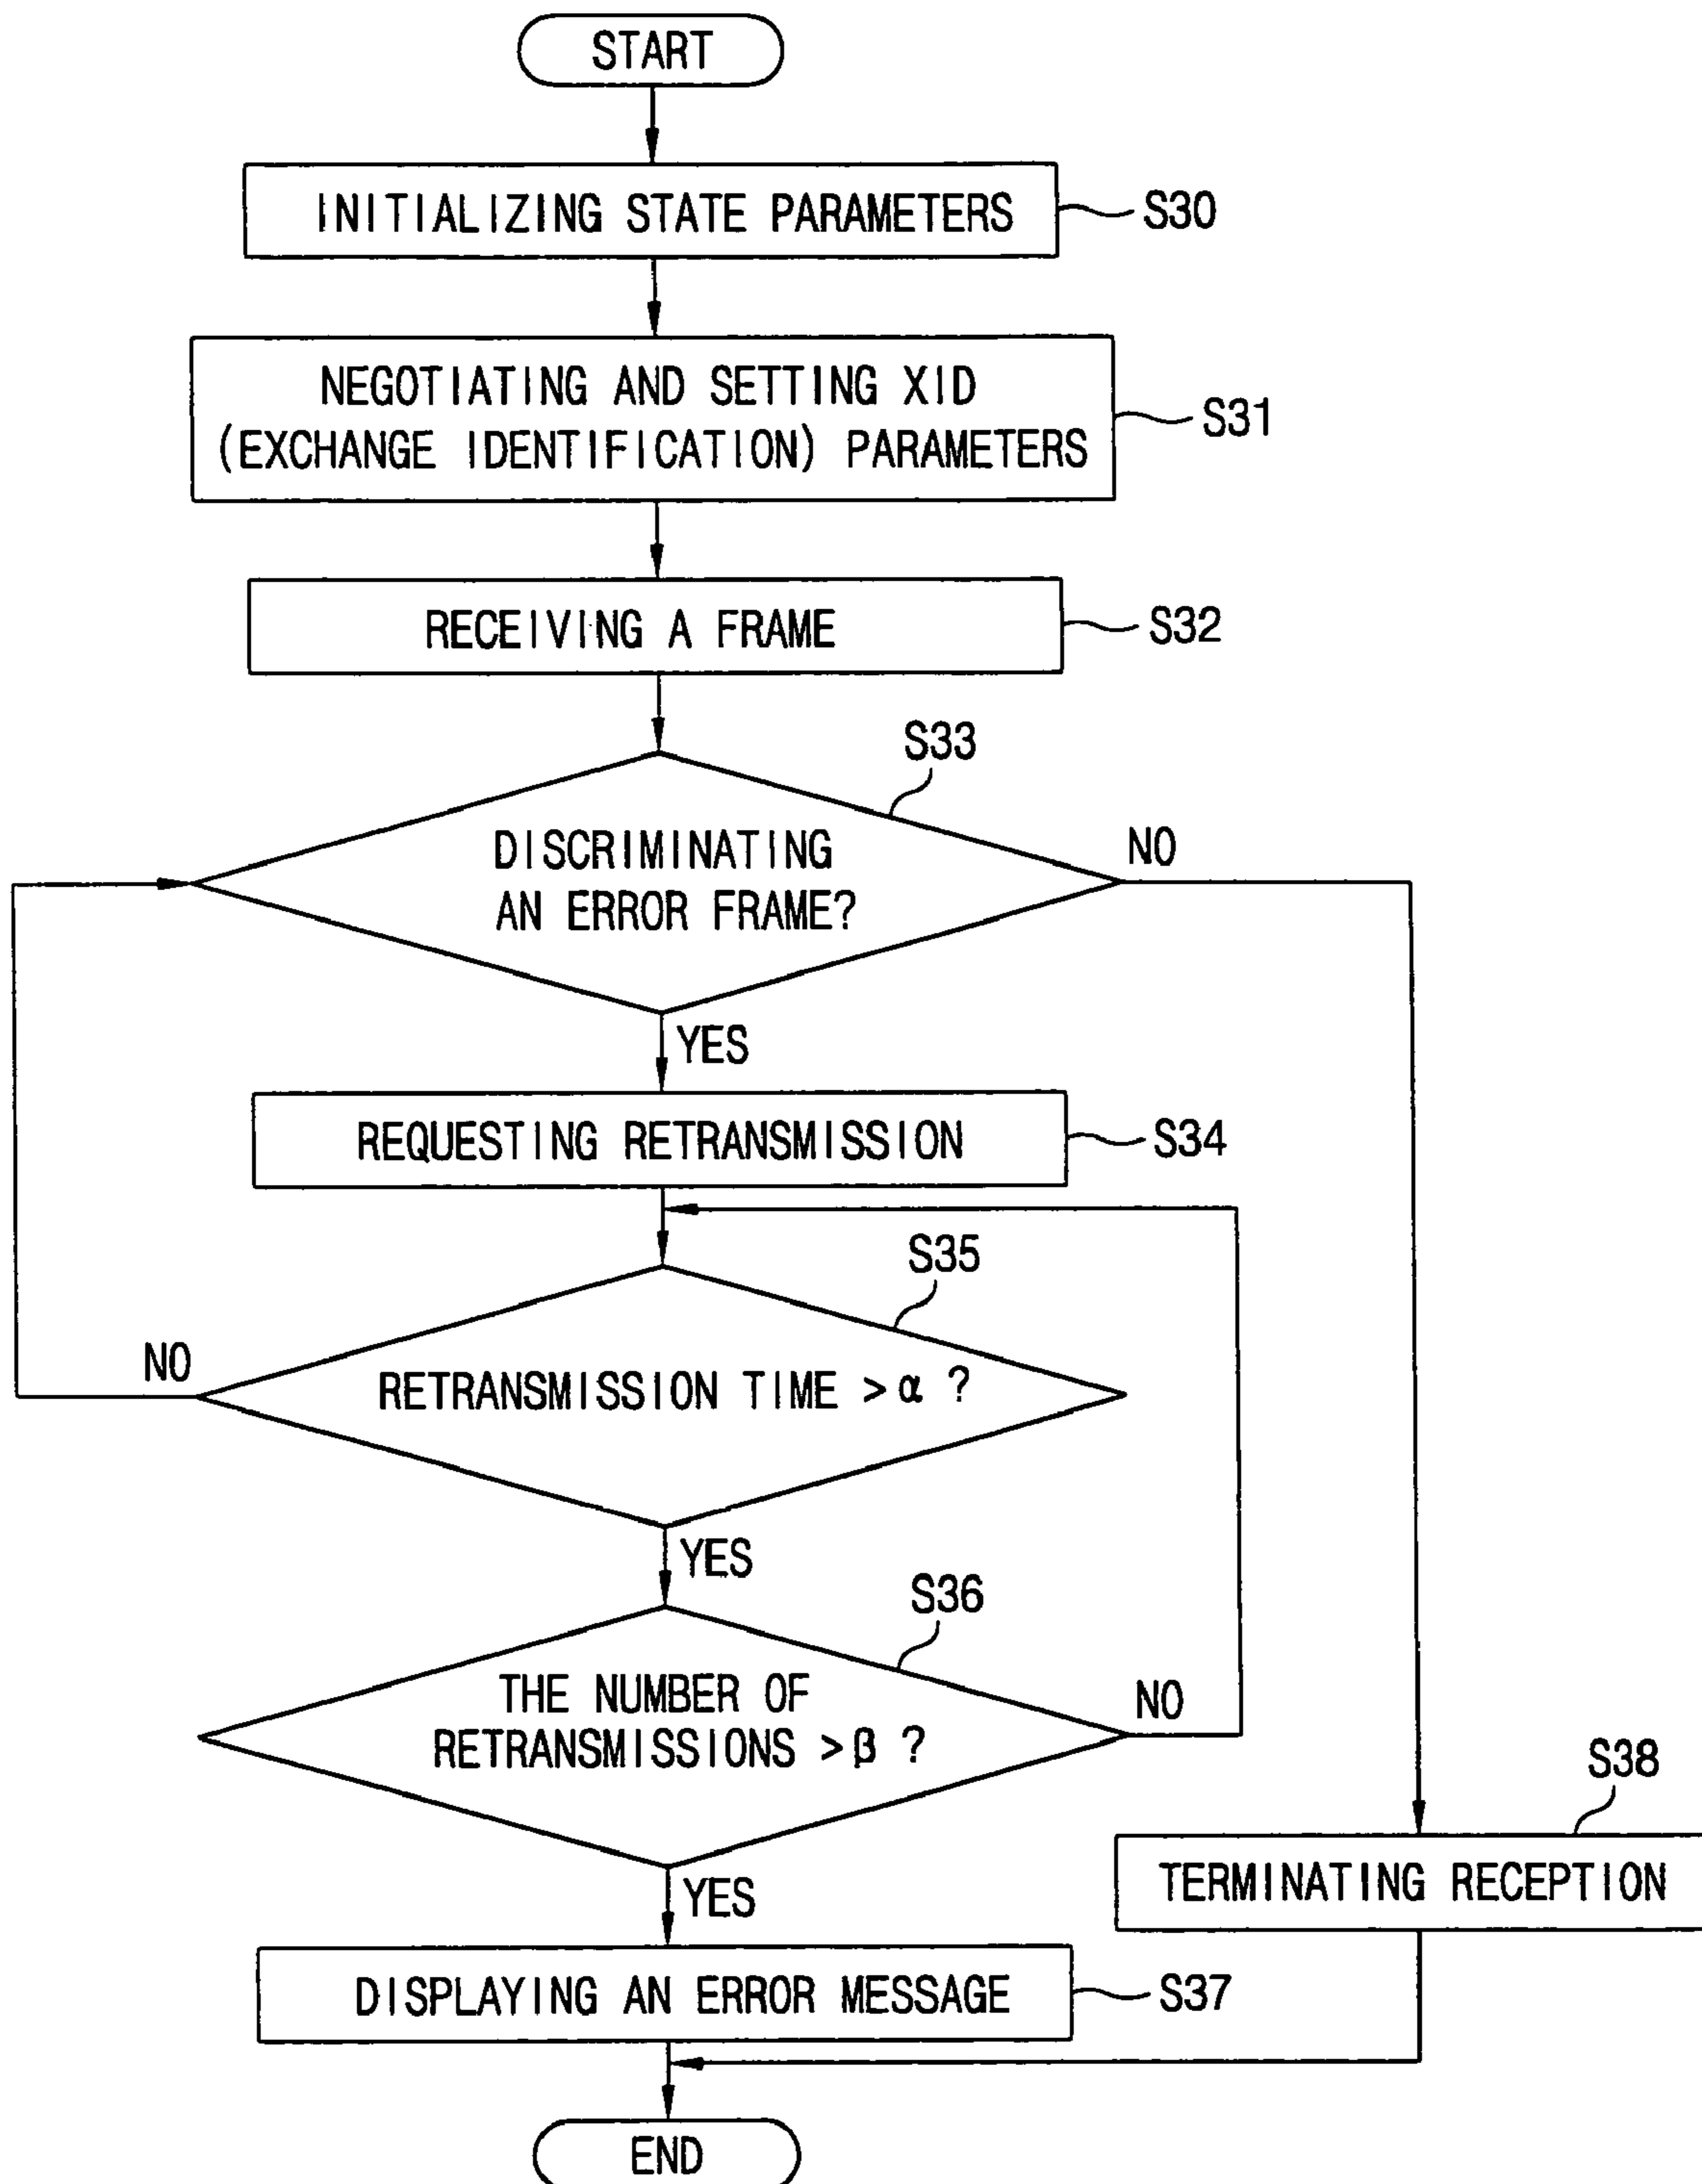 START
INITIALIZING STATE PARAMETERS
S30
NEGOTIATING AND SETTING XID
(EXCHANGE IDENTIFICATION) PARAMETERS
S31
RECEIVING A FRAME
S32
S33
DISCRIMINATING
AN ERROR FRAME?
NO
YES
REQUESTING RETRANSMISSION
S34
S35
NO
RETRANSMISSION TIME > α ?
YES
S36
THE NUMBER OF
RETRANSMISSIONS > β ?
NO
S38
YES
TERMINATING RECEPTION
DISPLAYING AN ERROR MESSAGE
S37
END